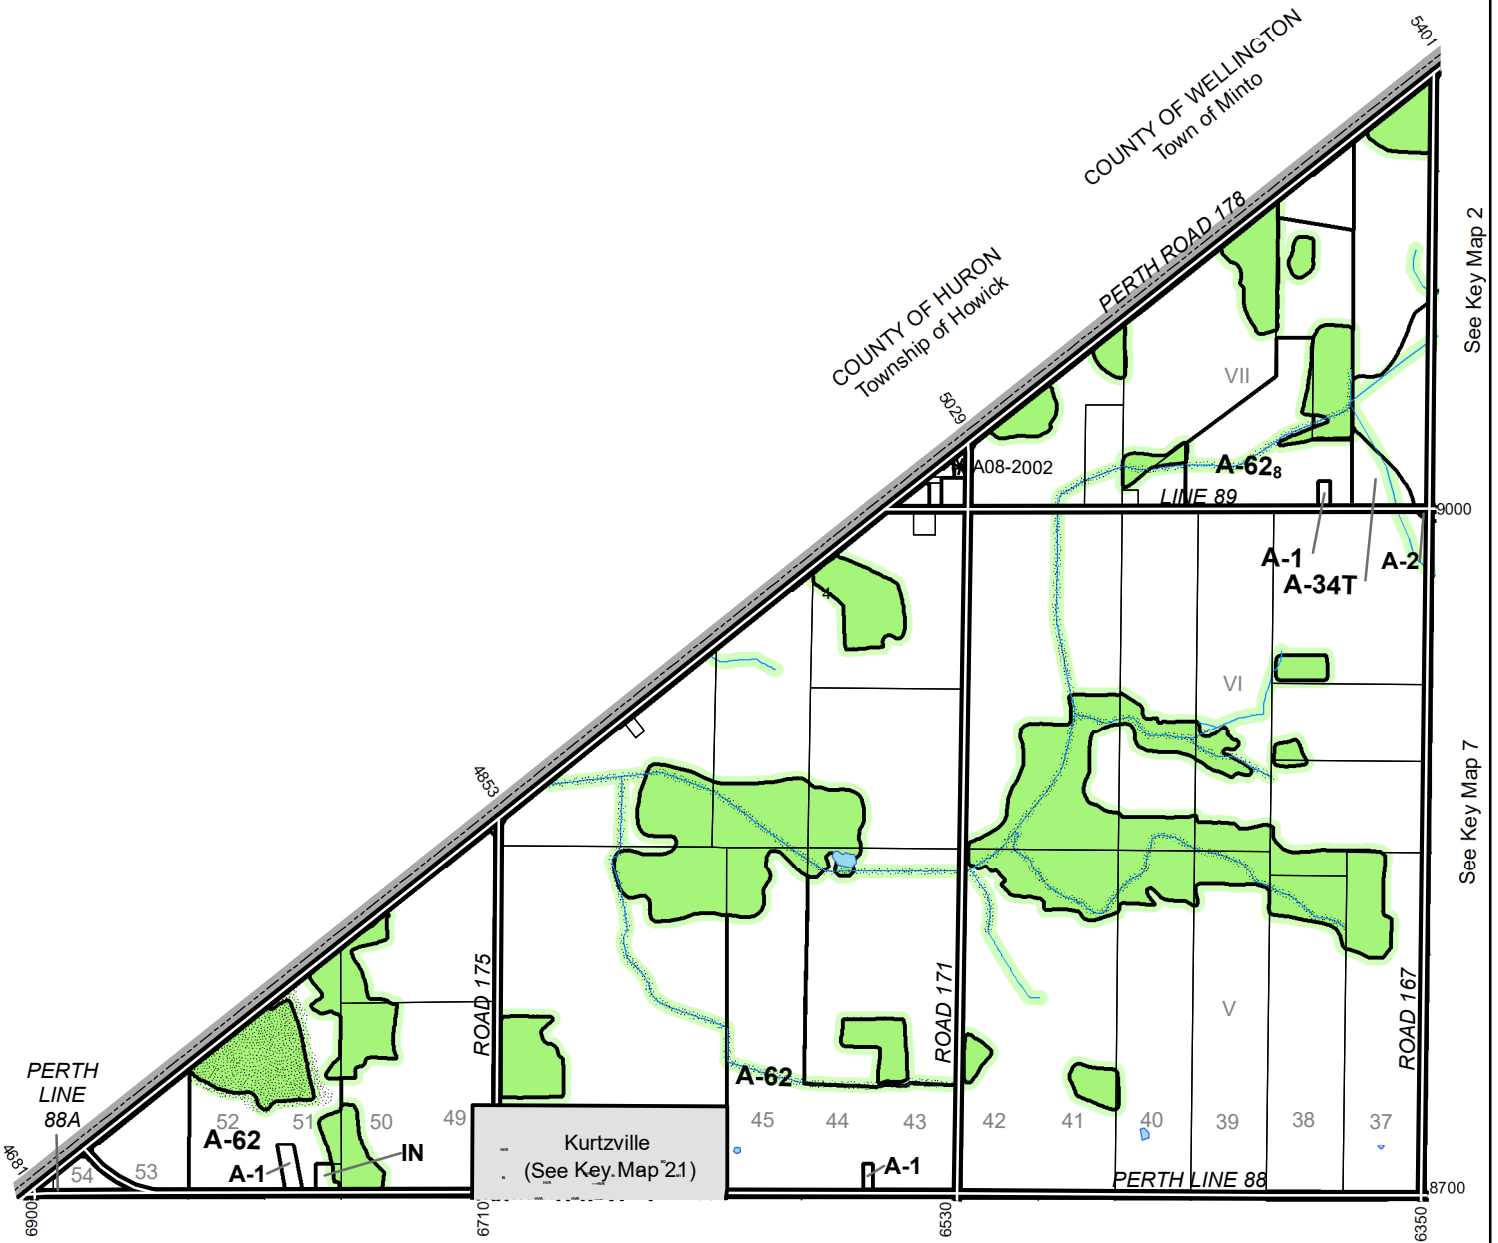 5401
COUNTY OF WELLINGTON
Town of Minto
PERTH ROAD 178
See Key Map 2
COUNTY OF HURON
Township of Howick
VII
5029
A08-2002
A-62₈
LINE 89
9000
A-1
A-34T
A-2
4
VI
4853
See Key Map 7
ROAD 175
ROAD 171
ROAD 167
V
PERTH
LINE
88A
A-62
52
51
50
49
45
44
43
42
41
40
39
38
37
A-62
IN
Kurtzville
(See Key Map 21)
A-1
A-1
4681
54
53
PERTH LINE 88
8700
6900
6710
6530
6350